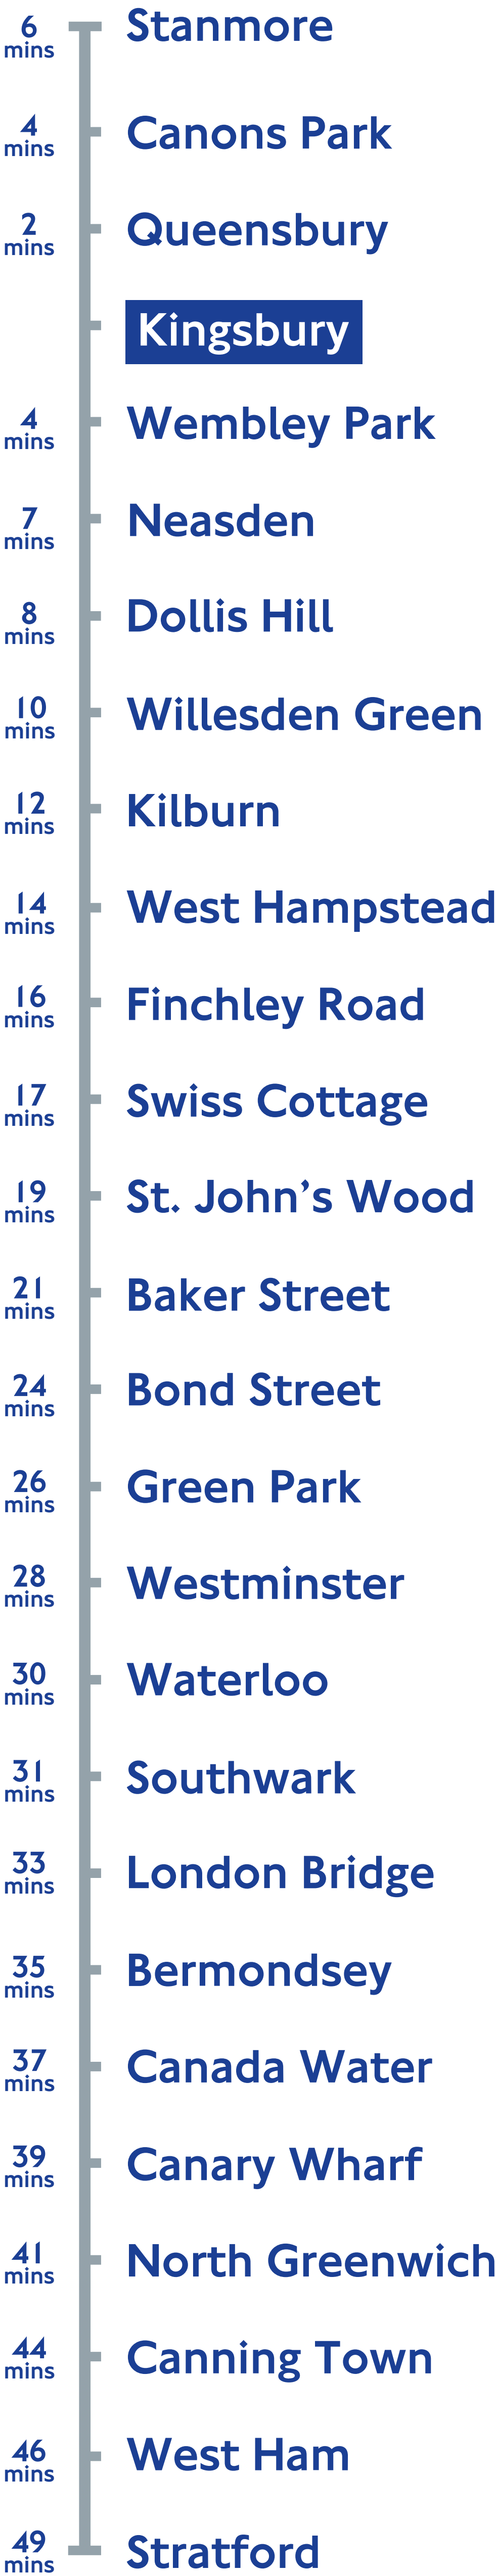 6
mins
Stanmore
4
mins
Canons Park
2
mins
Queensbury
Kingsbury
4
mins
Wembley Park
7
mins
Neasden
8
mins
Dollis Hill
10
mins
Willesden Green
12
mins
Kilburn
14
mins
West Hampstead
16
mins
Finchley Road
17
mins
Swiss Cottage
19
mins
St. John’s Wood
21
mins
Baker Street
24
mins
Bond Street
26
mins
Green Park
28
mins
Westminster
30
mins
Waterloo
31
mins
Southwark
33
mins
London Bridge
35
mins
Bermondsey
37
mins
Canada Water
39
mins
Canary Wharf
41
mins
North Greenwich
44
mins
Canning Town
46
mins
West Ham
49
mins
Stratford